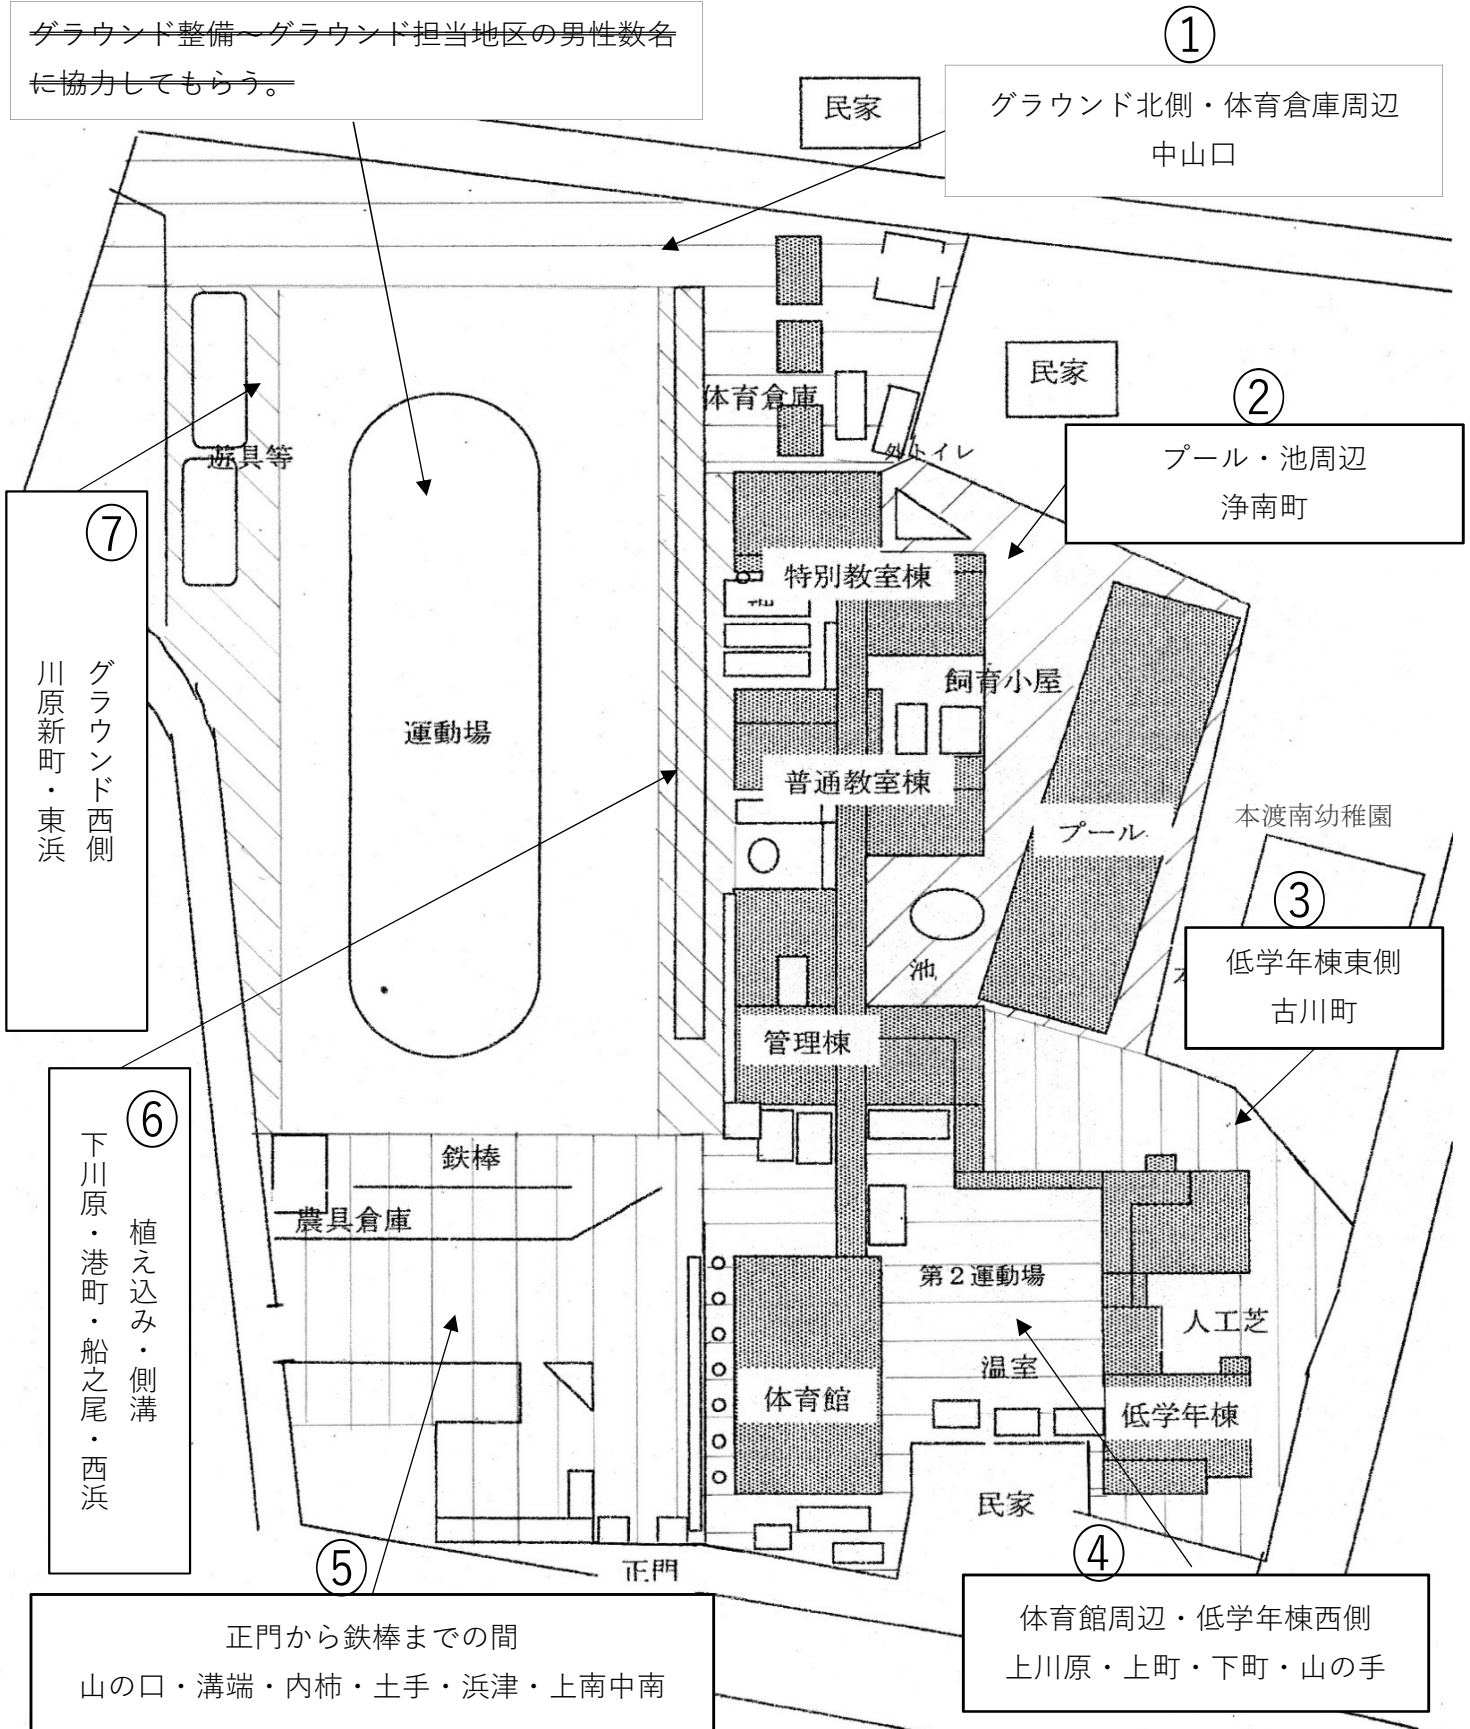 グラウンド整備～グラウンド担当地区の男性数名
に協力してもらう。
①
グラウンド北側・体育倉庫周辺
中山口
民家
民家
体育倉庫
外トイレ
②
プール・池周辺
浄南町
遊具等
⑦
グラウンド西側
川原新町・東浜
特別教室棟
飼育小屋
運動場
普通教室棟
プール
本渡南幼稚園
③
低学年棟東側
古川町
池
管理棟
⑥
植え込み・側溝
下川原・港町・船之尾・西浜
鉄棒
農具倉庫
第2運動場
人工芝
温室
体育館
低学年棟
民家
正門
⑤
正門から鉄棒までの間
山の口・溝端・内柿・土手・浜津・上南中南
④
体育館周辺・低学年棟西側
上川原・上町・下町・山の手